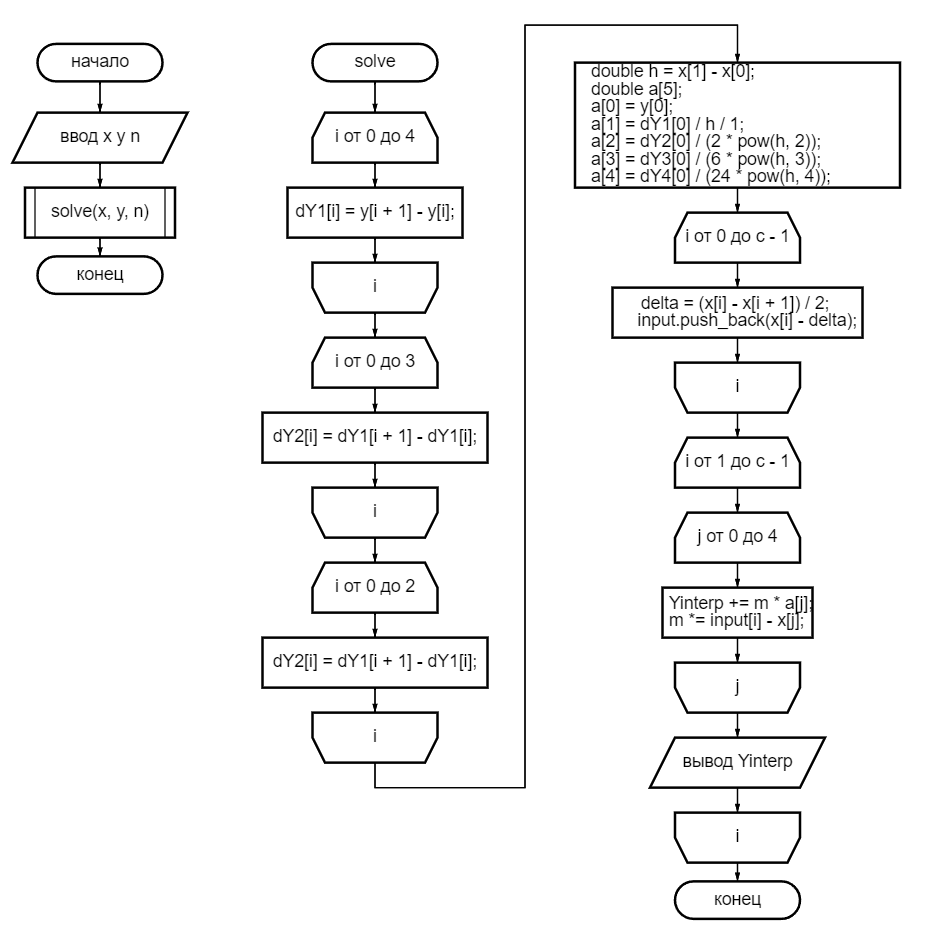 начало
ввод x y n
solve(x, y, n)
конец
solve
i от 0 до 4
dY1[i] = y[i + 1] - y[i];
i
i от 0 до 3
dY2[i] = dY1[i + 1] - dY1[i];
i
i от 0 до 2
dY2[i] = dY1[i + 1] - dY1[i];
i
double h = x[1] - x[0];
double a[5];
a[0] = y[0];
a[1] = dY1[0] / h / 1;
a[2] = dY2[0] / (2 * pow(h, 2));
a[3] = dY3[0] / (6 * pow(h, 3));
a[4] = dY4[0] / (24 * pow(h, 4));
i от 0 до c - 1
delta = (x[i] - x[i + 1]) / 2;
input.push_back(x[i] - delta);
i
i от 1 до c - 1
j от 0 до 4
Yinterp += m * a[j];
m *= input[i] - x[j];
j
вывод Yinterp
i
конец